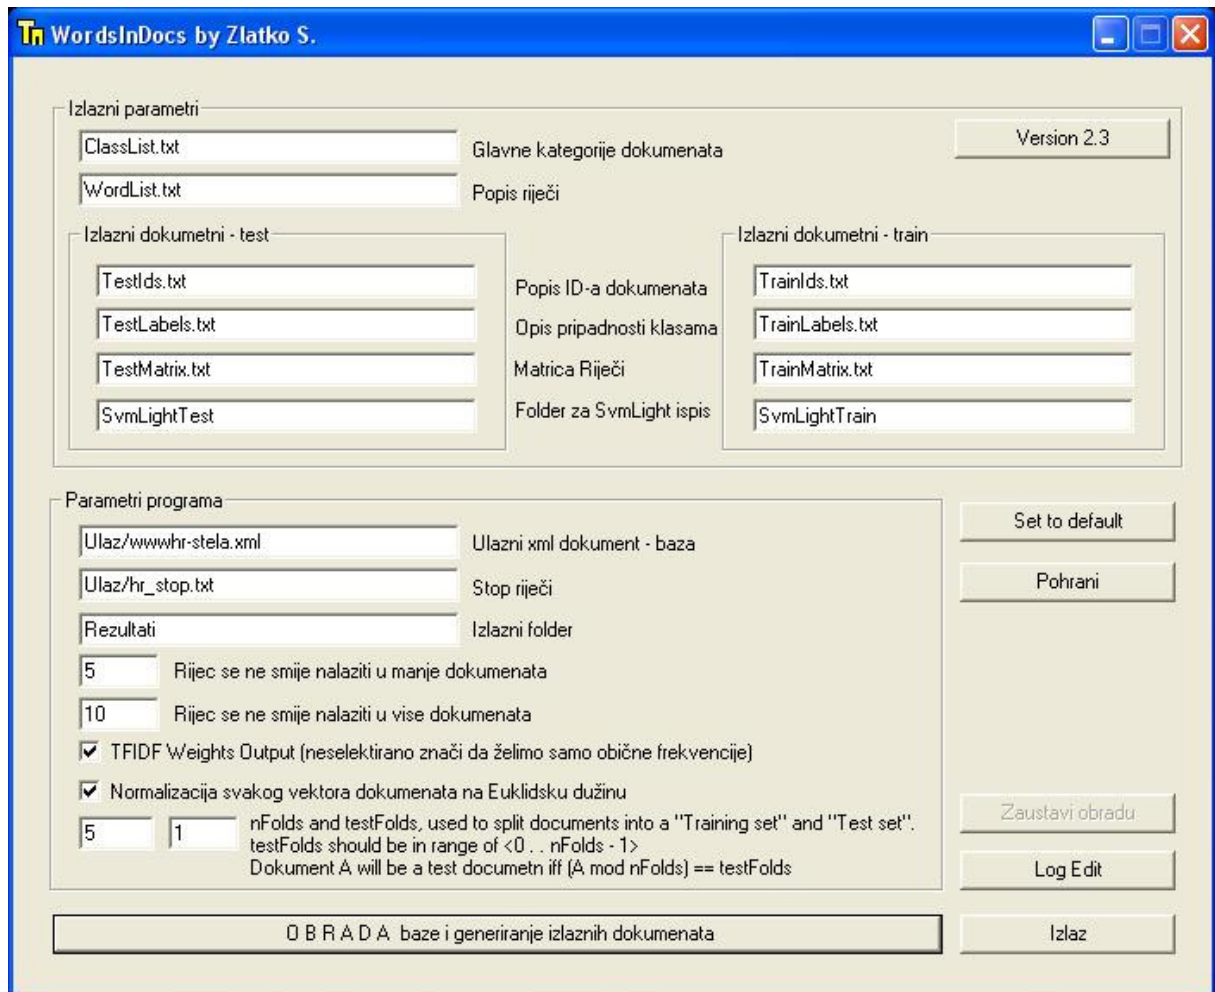 WordsInDocs by Zlatko S.
Izlazni parametri
ClassList.txt
Glavne kategorije dokumenata
Version 2.3
WordList.txt
Popis riječi
Izlazni dokumetni - test
Izlazni dokumetni - train
TestIds.txt
Popis ID-a dokumenata
TrainIds.txt
TestLabels.txt
Opis pripadnosti klasama
TrainLabels.txt
TestMatrix.txt
Matrica Riječi
TrainMatrix.txt
SvmLightTest
Folder za SvmLight ispis
SvmLightTrain
Parametri programa
Ulaz/wwwhr-stela.xml
Ulazni xml dokument - baza
Set to default
Ulaz/hr_stop.txt
Stop riječi
Pohrani
Rezultati
Izlazni folder
5
Rijec se ne smije nalaziti u manje dokumenata
10
Rijec se ne smije nalaziti u vise dokumenata
TFIDF Weights Output (neselektirano znači da želimo samo obične frekvencije)
Normalizacija svakog vektora dokumenata na Euklidsku dužinu
5
1
nFolds and testFolds, used to split documents into a "Training set" and "Test set".
testFolds should be in range of <0 . . nFolds - 1>
Dokument A will be a test documetn iff (A mod nFolds) == testFolds
Zaustavi obradu
Log Edit
O B R A D A baze i generiranje izlaznih dokumenata
Izlaz